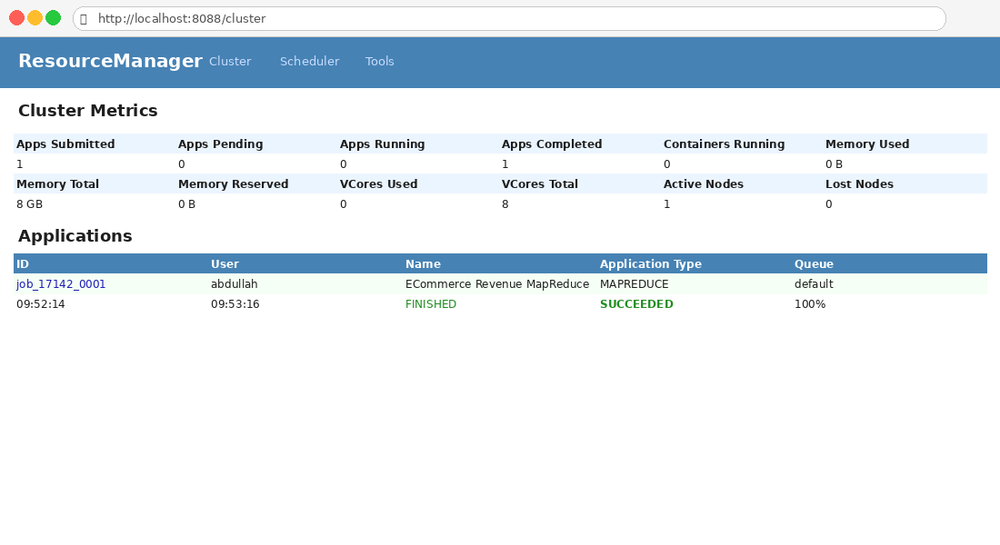 http://localhost:8088/cluster
ResourceManager Cluster Scheduler Tools
Cluster Metrics
Apps Submitted Apps Pending Apps Running Apps Completed Containers Running Memory Used
1 0 0 1 0 0 B
Memory Total Memory Reserved VCores Used VCores Total Active Nodes Lost Nodes
8 GB 0 B 0 8 1 0
Applications
ID User Name Application Type Queue
job_17142_0001 abdullah ECommerce Revenue MapReduce MAPREDUCE default
09:52:14 09:53:16 FINISHED SUCCEEDED 100%